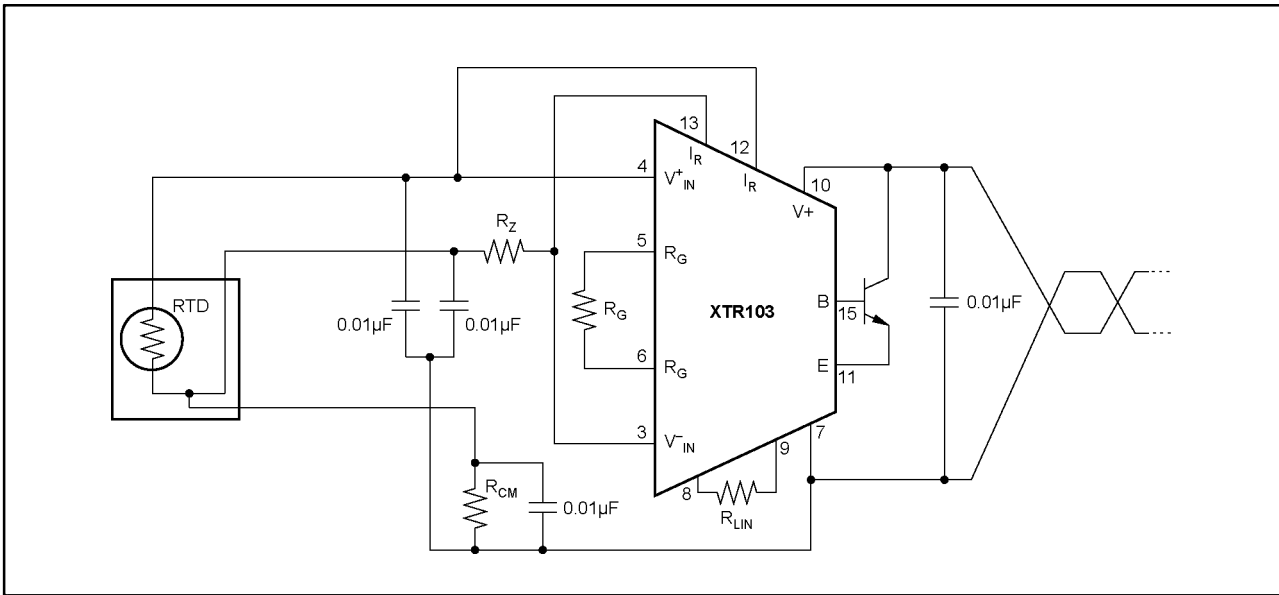 13
I_R
12
I_R
10
V+
4
V⁺_IN
R_Z
5
R_G
RTD
0.01µF
0.01µF
R_G
XTR103
B
15
0.01µF
6
R_G
E
11
3
V⁻_IN
7
9
8
R_LIN
R_CM
0.01µF